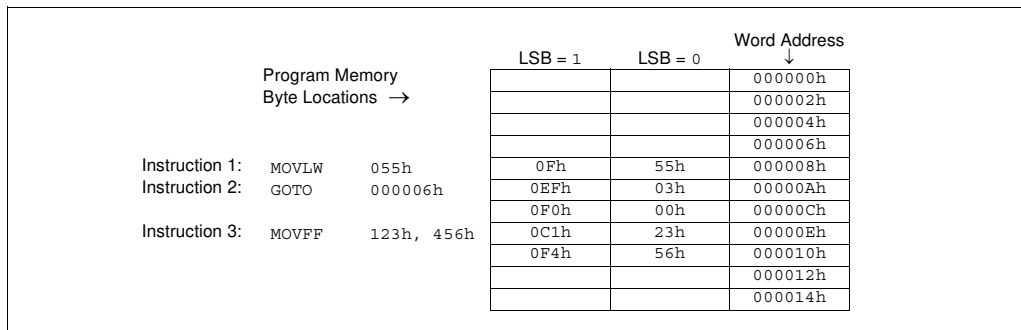 Word Address
LSB = 1 LSB = 0 ↓
Program Memory 000000h
Byte Locations → 000002h
000004h
000006h
Instruction 1: MOVLW 055h 0Fh 55h 000008h
Instruction 2: GOTO 000006h 0EFh 03h 00000Ah
0F0h 00h 00000Ch
Instruction 3: MOVFF 123h, 456h 0C1h 23h 00000Eh
0F4h 56h 000010h
000012h
000014h